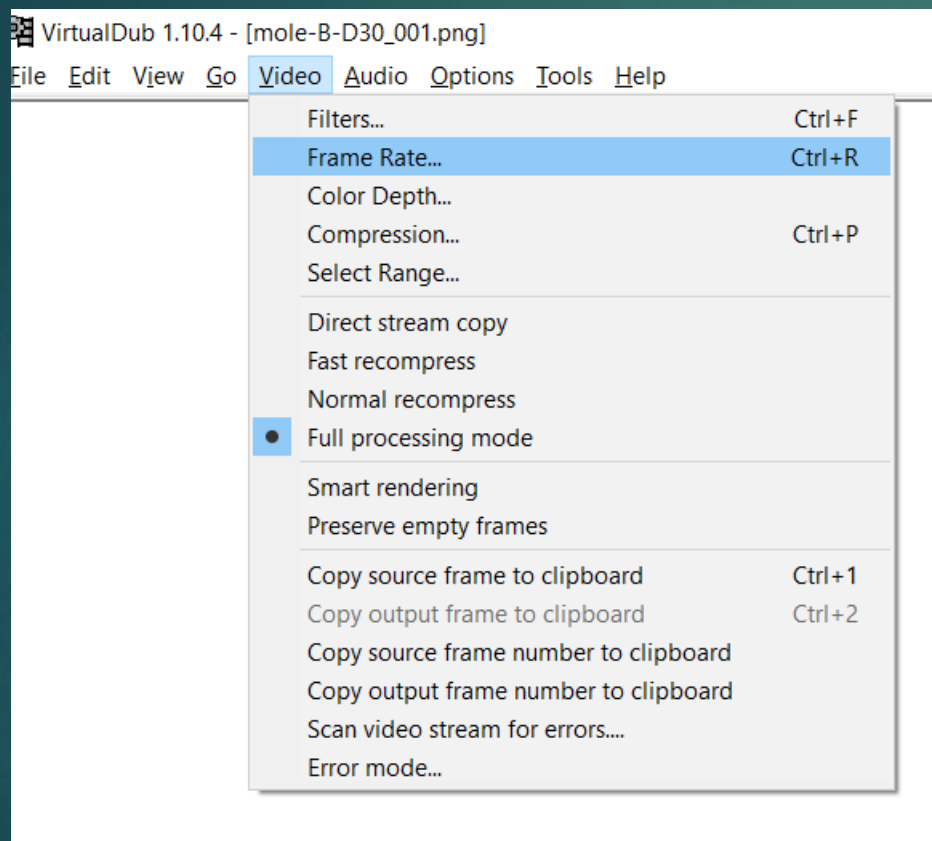 VirtualDub 1.10.4 - [mole-B-D30_001.png]
File Edit View Go Video Audio Options Tools Help
Filters... Ctrl+F
Frame Rate... Ctrl+R
Color Depth...
Compression... Ctrl+P
Select Range...
Direct stream copy
Fast recompress
Normal recompress
Full processing mode
Smart rendering
Preserve empty frames
Copy source frame to clipboard Ctrl+1
Copy output frame to clipboard Ctrl+2
Copy source frame number to clipboard
Copy output frame number to clipboard
Scan video stream for errors....
Error mode...